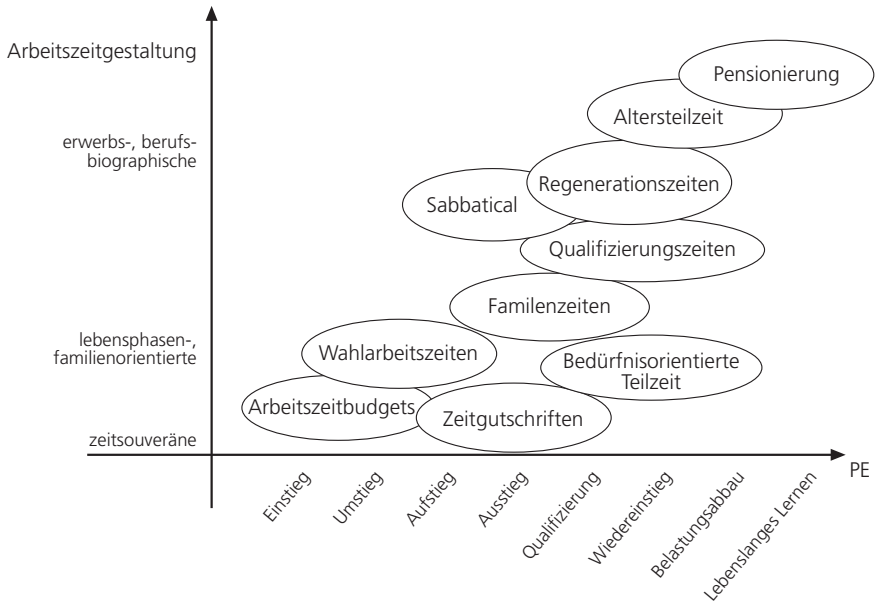 Arbeitszeitgestaltung
Pensionierung
Altersteilzeit
erwerbs-, berufs-
biographische
Regenerationszeiten
Sabbatical
Qualifizierungszeiten
Familenzeiten
lebensphasen-,
familienorientierte
Wahlarbeitszeiten
Bedürfnisorientierte
Teilzeit
Arbeitszeitbudgets
Zeitgutschriften
zeitsouveräne
PE
Einstieg
Umstieg
Aufstieg
Ausstieg
Qualifizierung
Wiedereinstieg
Belastungsabbau
Lebenslanges Lernen